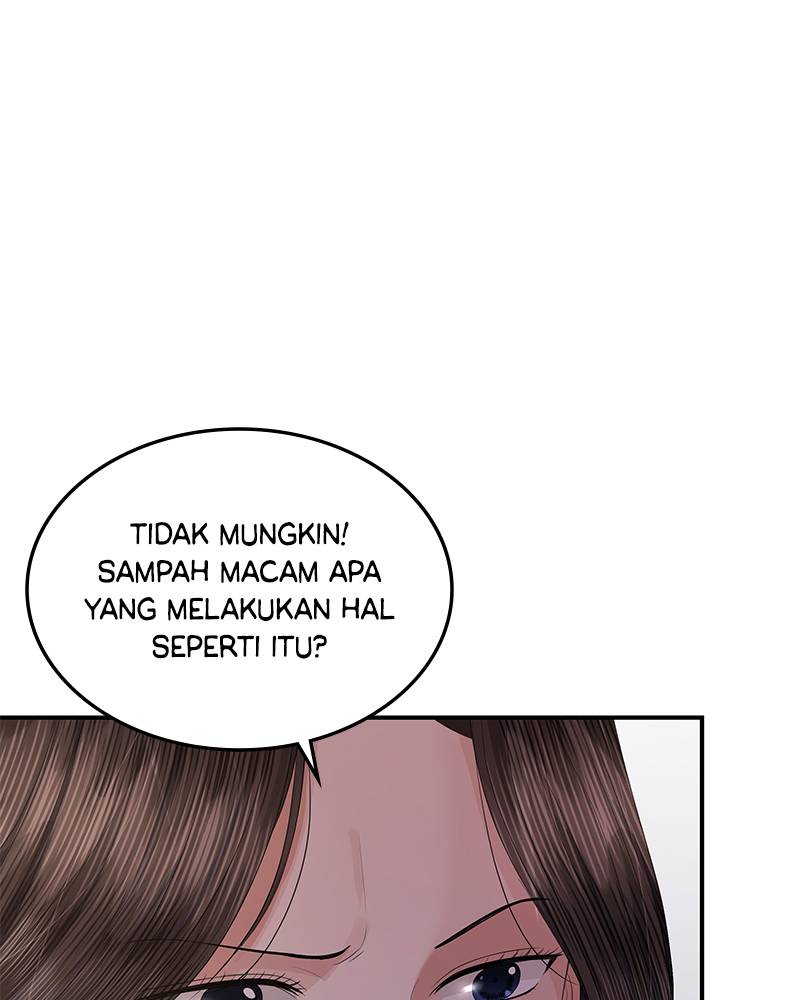 TIDAK MUNGKIN!
SAMPAH MACAM APA
YANG MELAKUKAN HAL
SEPERTI ITU?